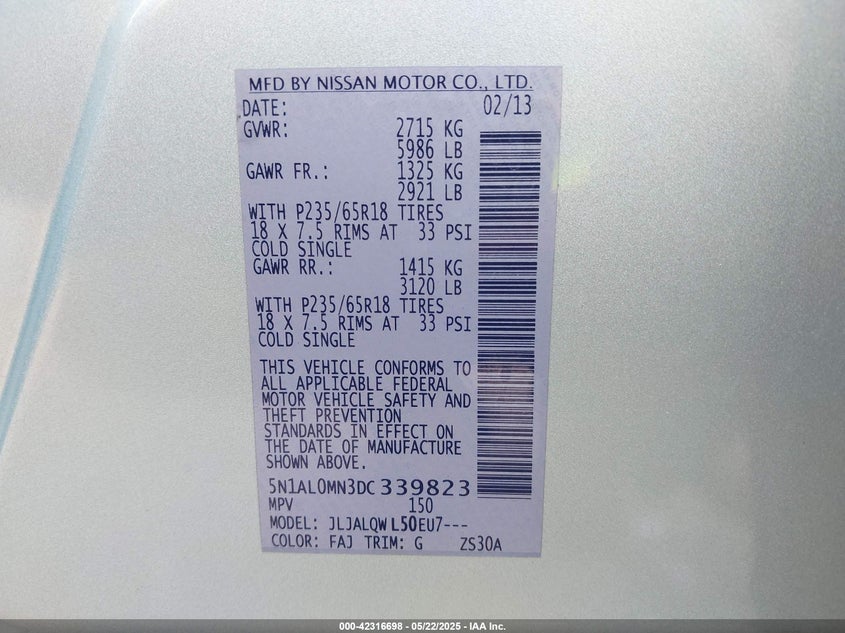 MFD BY NISSAN MOTOR CO., LTD.
DATE: 02/13
GVWR: 2715 KG
5986 LB
GAWR FR.: 1325 KG
2921 LB
WITH P235/65R18 TIRES
18 X 7.5 RIMS AT 33 PSI
COLD SINGLE
GAWR RR.: 1415 KG
3120 LB
WITH P235/65R18 TIRES
18 X 7.5 RIMS AT 33 PSI
COLD SINGLE
THIS VEHICLE CONFORMS TO
ALL APPLICABLE FEDERAL
MOTOR VEHICLE SAFETY AND
THEFT PREVENTION
STANDARDS IN EFFECT ON
THE DATE OF MANUFACTURE
SHOWN ABOVE.
5N1AL0MN3DC339823
MPV 150
MODEL: JLJALQWL50EU7---
COLOR: FAJ TRIM: G ZS30A
000-42316698 - 05/22/2025 - IAA Inc.